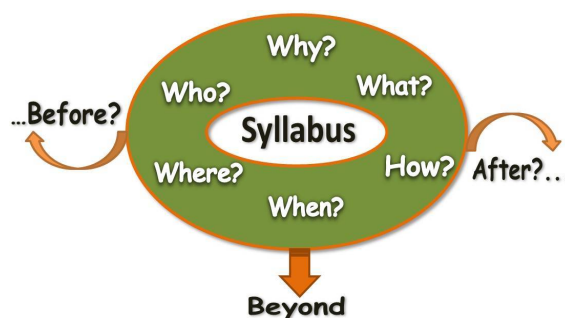 Why?
Who?
What?
...Before?
Syllabus
Where?
How?
After?..
When?
Beyond